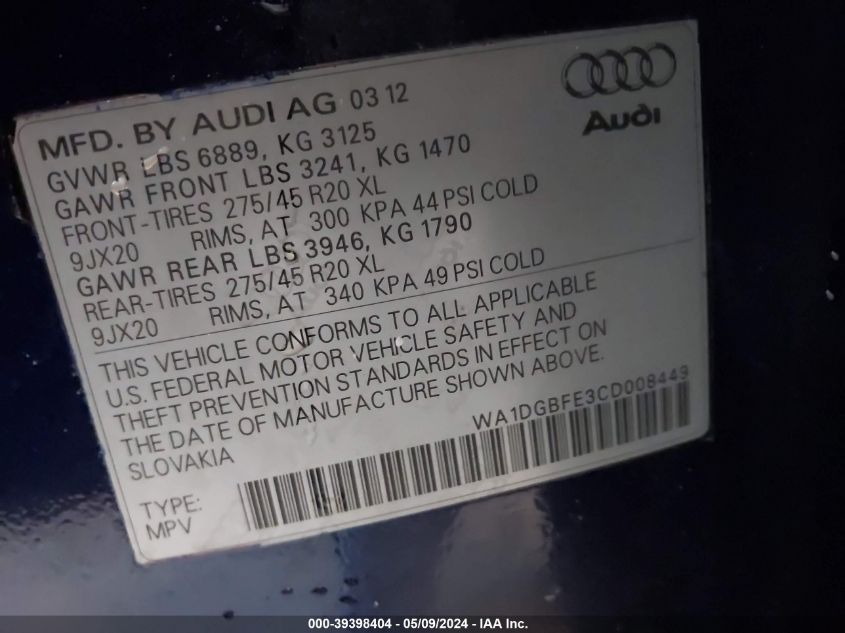 Audi
MFD. BY AUDI AG 03 12
GVWR LBS 6889, KG 3125
GAWR FRONT LBS 3241, KG 1470
FRONT-TIRES 275/45 R20 XL
9JX20 RIMS, AT 300 KPA 44 PSI COLD
GAWR REAR LBS 3946, KG 1790
REAR-TIRES 275/45 R20 XL
9JX20 RIMS, AT 340 KPA 49 PSI COLD
THIS VEHICLE CONFORMS TO ALL APPLICABLE
U.S. FEDERAL MOTOR VEHICLE SAFETY AND
THEFT PREVENTION STANDARDS IN EFFECT ON
THE DATE OF MANUFACTURE SHOWN ABOVE.
SLOVAKIA WA1DGBFE3CD008449
TYPE:
MPV
000-39398404 - 05/09/2024 - IAA Inc.